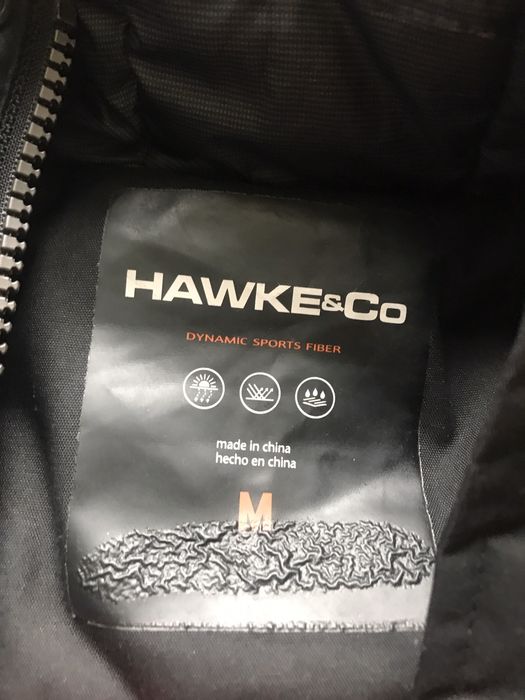 HAWKE&Co
DYNAMIC SPORTS FIBER
made in china
hecho en china
M